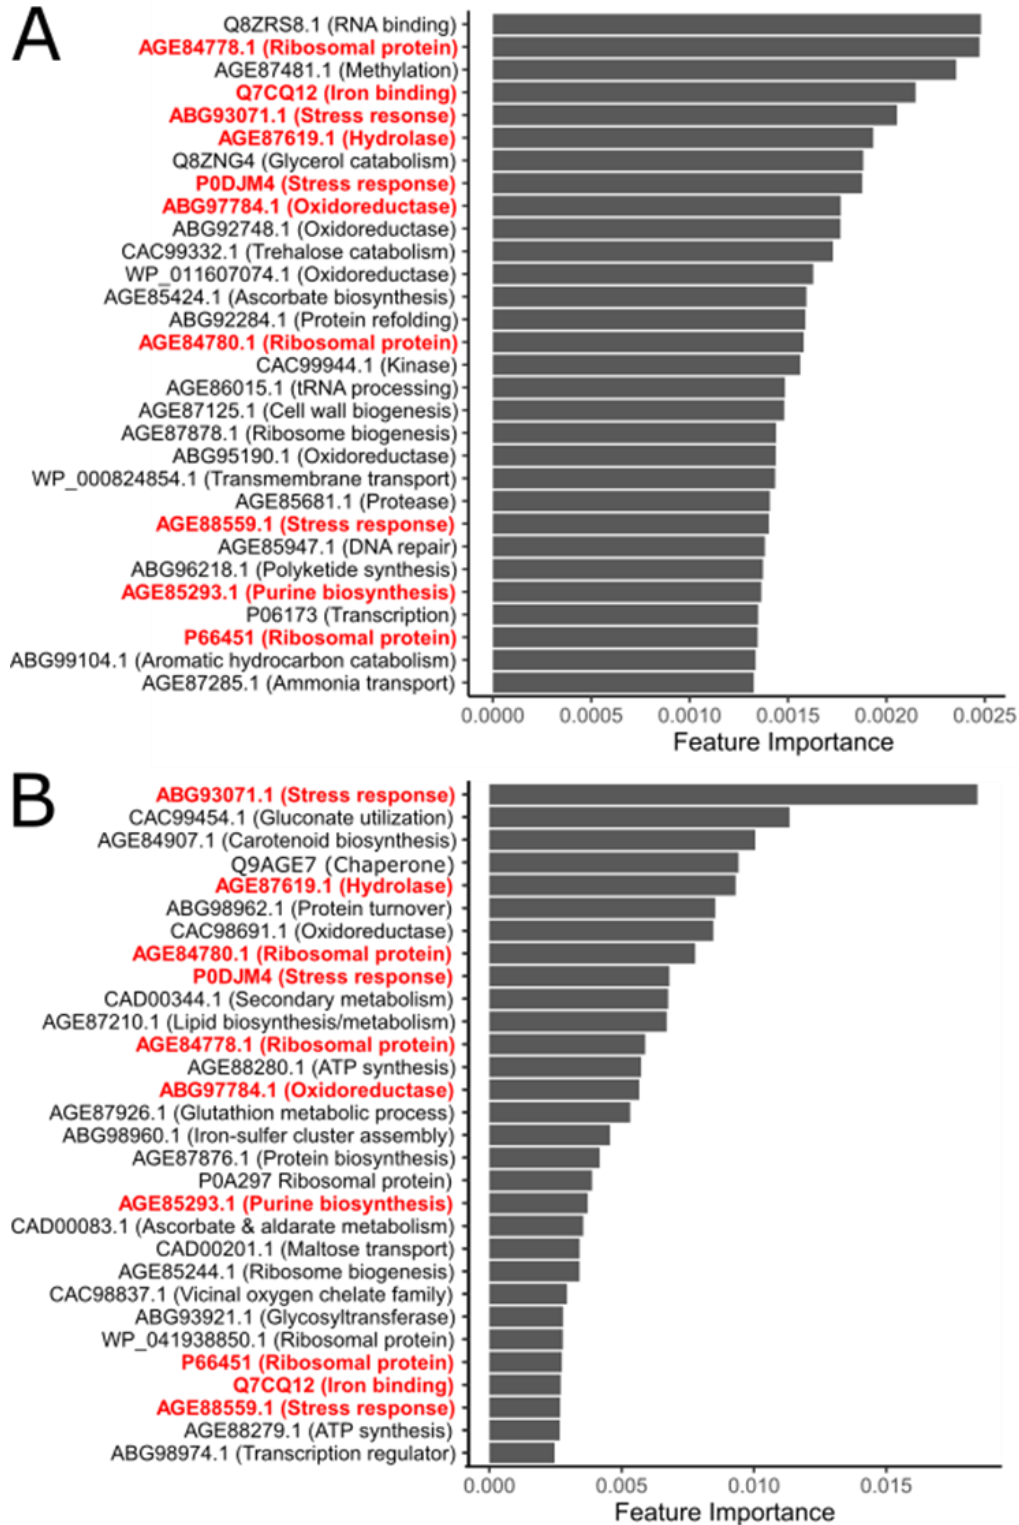 A
Q8ZRS8.1 (RNA binding)
AGE84778.1 (Ribosomal protein)
AGE87481.1 (Methylation)
Q7CQ12 (Iron binding)
ABG93071.1 (Stress resonse)
AGE87619.1 (Hydrolase)
Q8ZNG4 (Glycerol catabolism)
P0DJM4 (Stress response)
ABG97784.1 (Oxidoreductase)
ABG92748.1 (Oxidoreductase)
CAC99332.1 (Trehalose catabolism)
WP_011607074.1 (Oxidoreductase)
AGE85424.1 (Ascorbate biosynthesis)
ABG92284.1 (Protein refolding)
AGE84780.1 (Ribosomal protein)
CAC99944.1 (Kinase)
AGE86015.1 (tRNA processing)
AGE87125.1 (Cell wall biogenesis)
AGE87878.1 (Ribosome biogenesis)
ABG95190.1 (Oxidoreductase)
WP_000824854.1 (Transmembrane transport)
AGE85681.1 (Protease)
AGE88559.1 (Stress response)
AGE85947.1 (DNA repair)
ABG96218.1 (Polyketide synthesis)
AGE85293.1 (Purine biosynthesis)
P06173 (Transcription)
P66451 (Ribosomal protein)
ABG99104.1 (Aromatic hydrocarbon catabolism)
AGE87285.1 (Ammonia transport)
0.0000 0.0005 0.0010 0.0015 0.0020 0.0025
Feature Importance
B
ABG93071.1 (Stress response)
CAC99454.1 (Gluconate utilization)
AGE84907.1 (Carotenoid biosynthesis)
Q9AGE7 (Chaperone)
AGE87619.1 (Hydrolase)
ABG98962.1 (Protein turnover)
CAC98691.1 (Oxidoreductase)
AGE84780.1 (Ribosomal protein)
P0DJM4 (Stress response)
CAD00344.1 (Secondary metabolism)
AGE87210.1 (Lipid biosynthesis/metabolism)
AGE84778.1 (Ribosomal protein)
AGE88280.1 (ATP synthesis)
ABG97784.1 (Oxidoreductase)
AGE87926.1 (Glutathion metabolic process)
ABG98960.1 (Iron-sulfer cluster assembly)
AGE87876.1 (Protein biosynthesis)
P0A297 Ribosomal protein)
AGE85293.1 (Purine biosynthesis)
CAD00083.1 (Ascorbate & aldarate metabolism)
CAD00201.1 (Maltose transport)
AGE85244.1 (Ribosome biogenesis)
CAC98837.1 (Vicinal oxygen chelate family)
ABG93921.1 (Glycosyltransferase)
WP_041938850.1 (Ribosomal protein)
P66451 (Ribosomal protein)
Q7CQ12 (Iron binding)
AGE88559.1 (Stress response)
AGE88279.1 (ATP synthesis)
ABG98974.1 (Transcription regulator)
0.000 0.005 0.010 0.015
Feature Importance